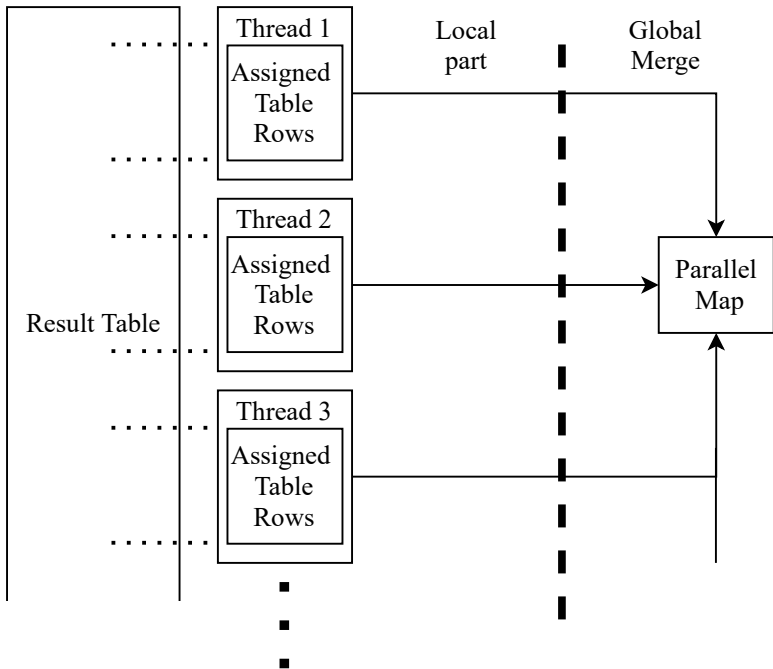 Thread 1
Local
part
Global
Merge
Assigned
Table
Rows
Thread 2
Assigned
Table
Rows
Parallel
Map
Result Table
Thread 3
Assigned
Table
Rows